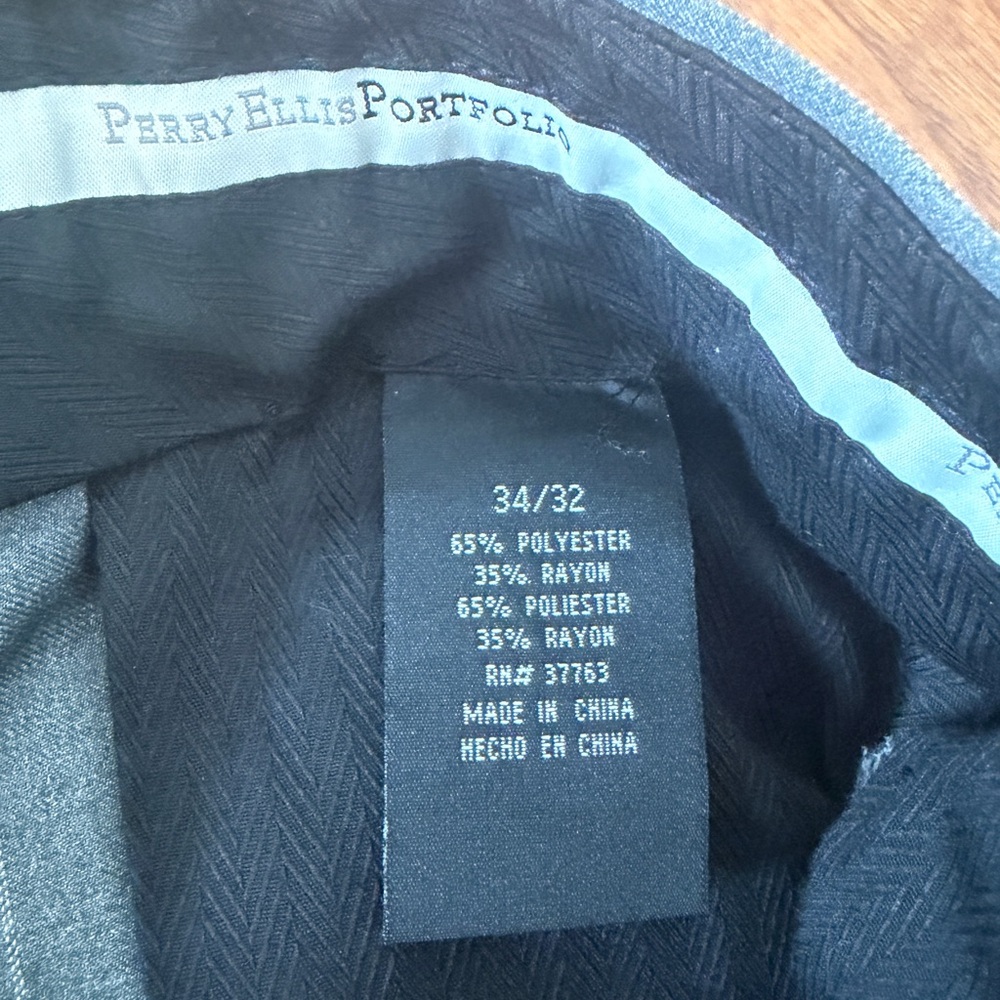 PERRY ELLIS PORTFOLIO
34/32
65% POLYESTER
35% RAYON
65% POLIESTER
35% RAYON
RN# 37763
MADE IN CHINA
HECHO EN CHINA